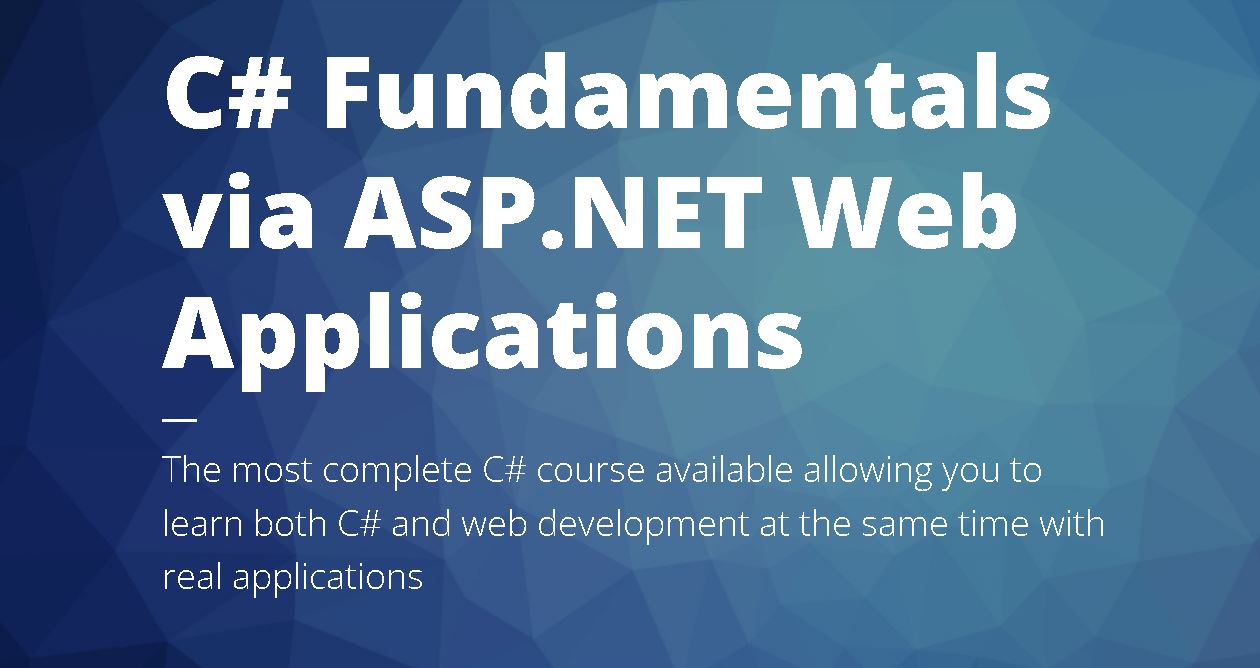 C# Fundamentals
via ASP.NET Web
Applications
The most complete C# course available allowing you to
learn both C# and web development at the same time with
real applications